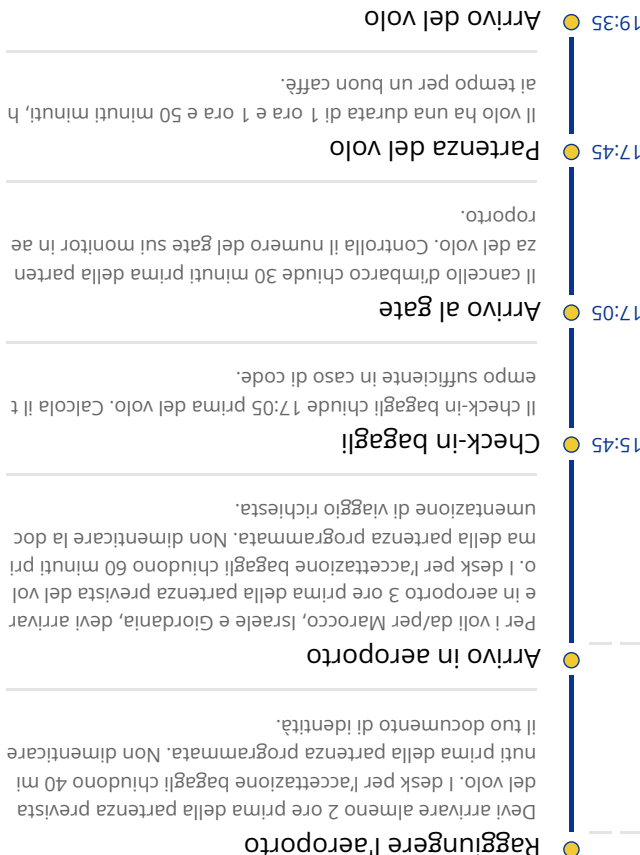 Raggiungere l'aeroporto
Devi arrivare almeno 2 ore prima della partenza prevista
del volo. I desk per l'accettazione bagagli chiudono 40 mi
nuti prima della partenza programmata. Non dimenticare
il tuo documento di identità.
Arrivo in aeroporto
Per i voli da/per Marocco, Israele e Giordania, devi arrivar
e in aeroporto 3 ore prima della partenza prevista del vol
o. I desk per l'accettazione bagagli chiudono 60 minuti pri
ma della partenza programmata. Non dimenticare la doc
umentazione di viaggio richiesta.
15:45 Check-in bagagli
Il check-in bagagli chiude 17:05 prima del volo. Calcola il t
empo sufficiente in caso di code.
17:05 Arrivo al gate
Il cancello d'imbarco chiude 30 minuti prima della parten
za del volo. Controlla il numero del gate sui monitor in ae
roporto.
17:45 Partenza del volo
Il volo ha una durata di 1 ora e 1 ora e 50 minuti minuti, h
ai tempo per un buon caffè.
19:35 Arrivo del volo